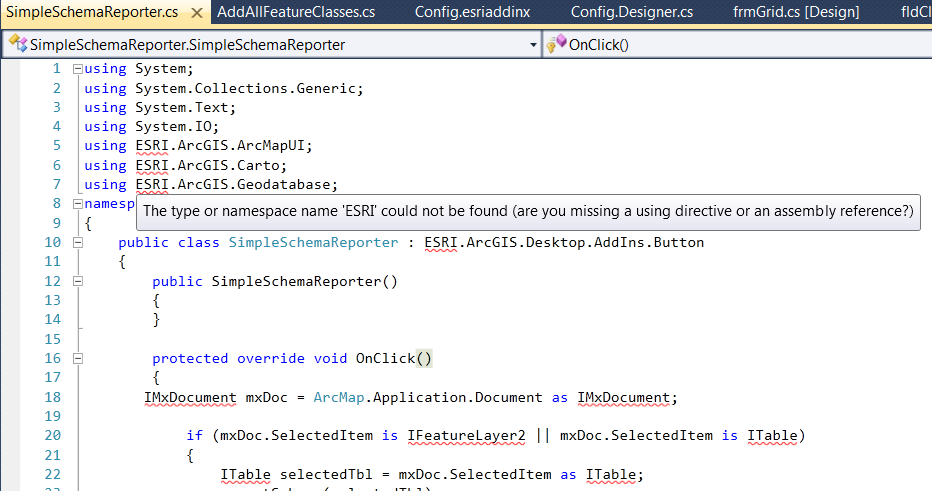 SimpleSchemaReporter.cs AddAllFeatureClasses.cs Config.esriaddinx Config.Designer.cs frmGrid.cs [Design] fldCl
SimpleSchemaReporter.SimpleSchemaReporter OnClick()
1 using System;
2 using System.Collections.Generic;
3 using System.Text;
4 using System.IO;
5 using ESRI.ArcGIS.ArcMapUI;
6 using ESRI.ArcGIS.Carto;
7 using ESRI.ArcGIS.Geodatabase;
8 namesp
The type or namespace name 'ESRI' could not be found (are you missing a using directive or an assembly reference?)
9 {
10 public class SimpleSchemaReporter : ESRI.ArcGIS.Desktop.AddIns.Button
11 {
12 public SimpleSchemaReporter()
13 {
14 }
15
16 protected override void OnClick()
17 {
18 IMxDocument mxDoc = ArcMap.Application.Document as IMxDocument;
19
20 if (mxDoc.SelectedItem is IFeatureLayer2 || mxDoc.SelectedItem is ITable)
21 {
22 ITable selectedTbl = mxDoc.SelectedItem as ITable;